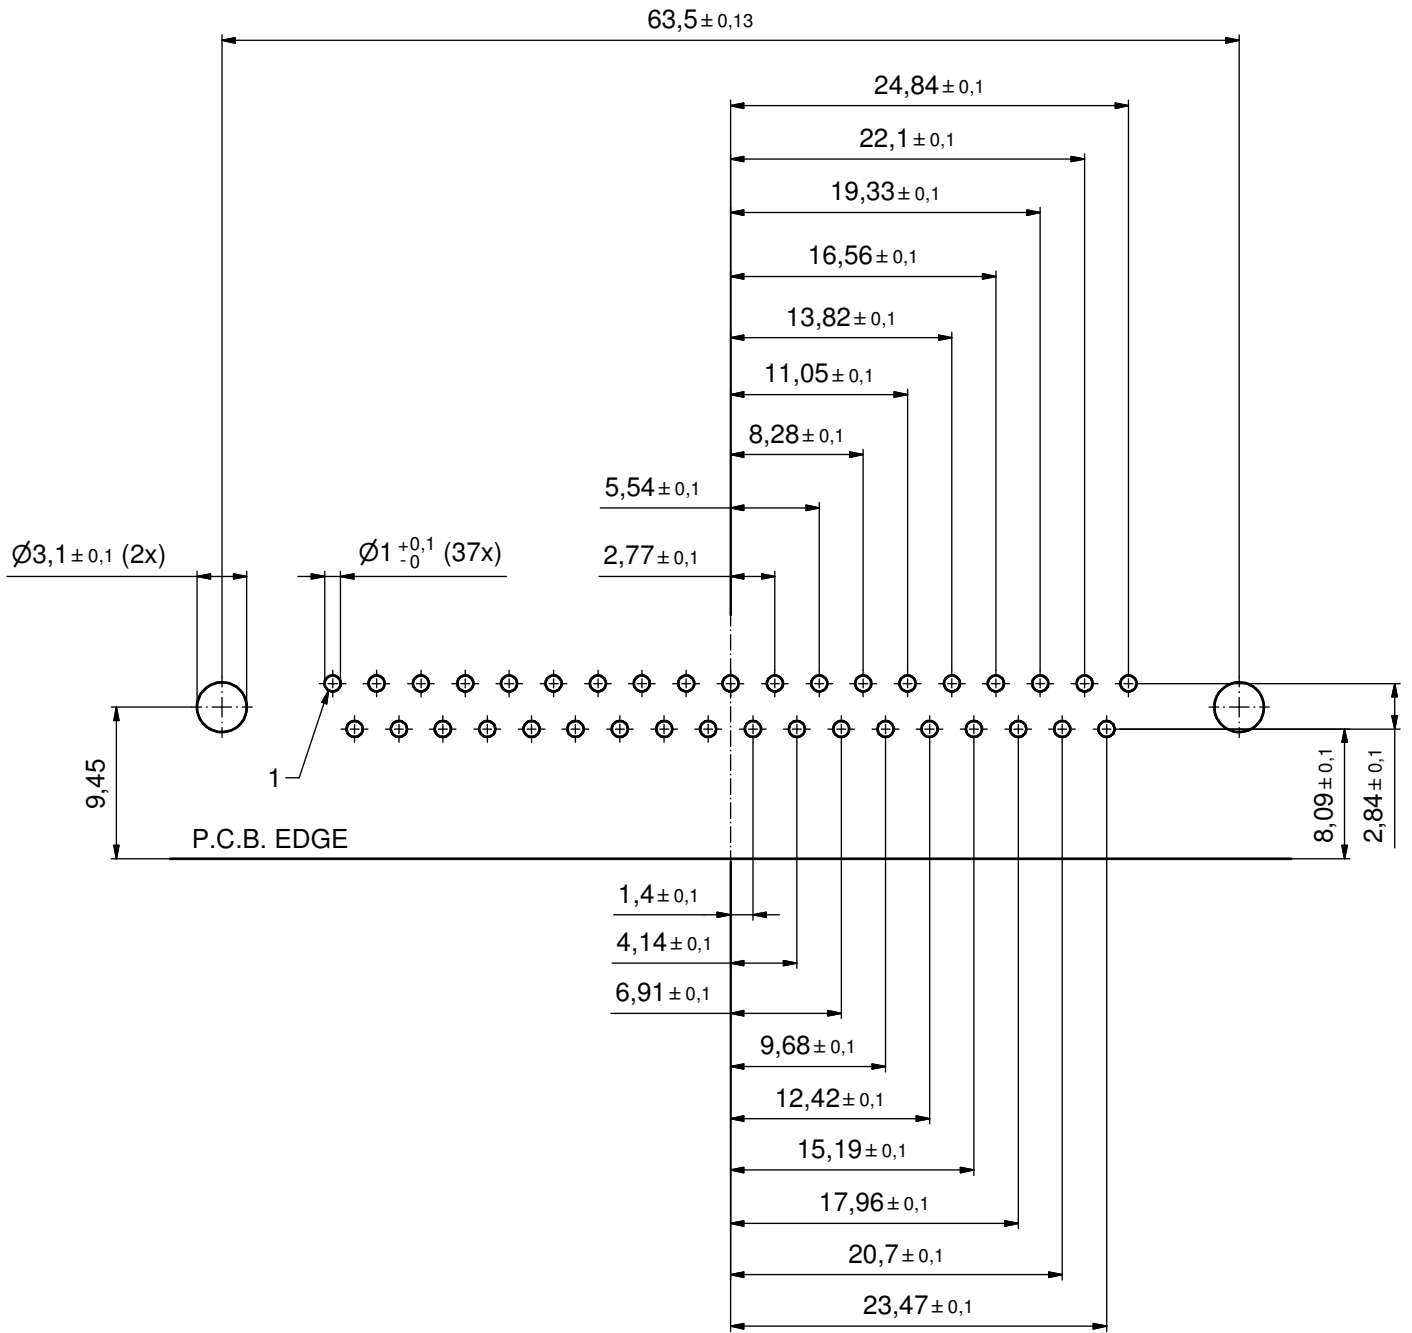 63,5 ± 0,13
24,84 ± 0,1
22,1 ± 0,1
19,33 ± 0,1
16,56 ± 0,1
13,82 ± 0,1
11,05 ± 0,1
8,28 ± 0,1
5,54 ± 0,1
Ø3,1 ± 0,1 (2x)
Ø1 +0,1 -0 (37x)
2,77 ± 0,1
1
9,45
P.C.B. EDGE
8,09 ± 0,1
2,84 ± 0,1
1,4 ± 0,1
4,14 ± 0,1
6,91 ± 0,1
9,68 ± 0,1
12,42 ± 0,1
15,19 ± 0,1
17,96 ± 0,1
20,7 ± 0,1
23,47 ± 0,1